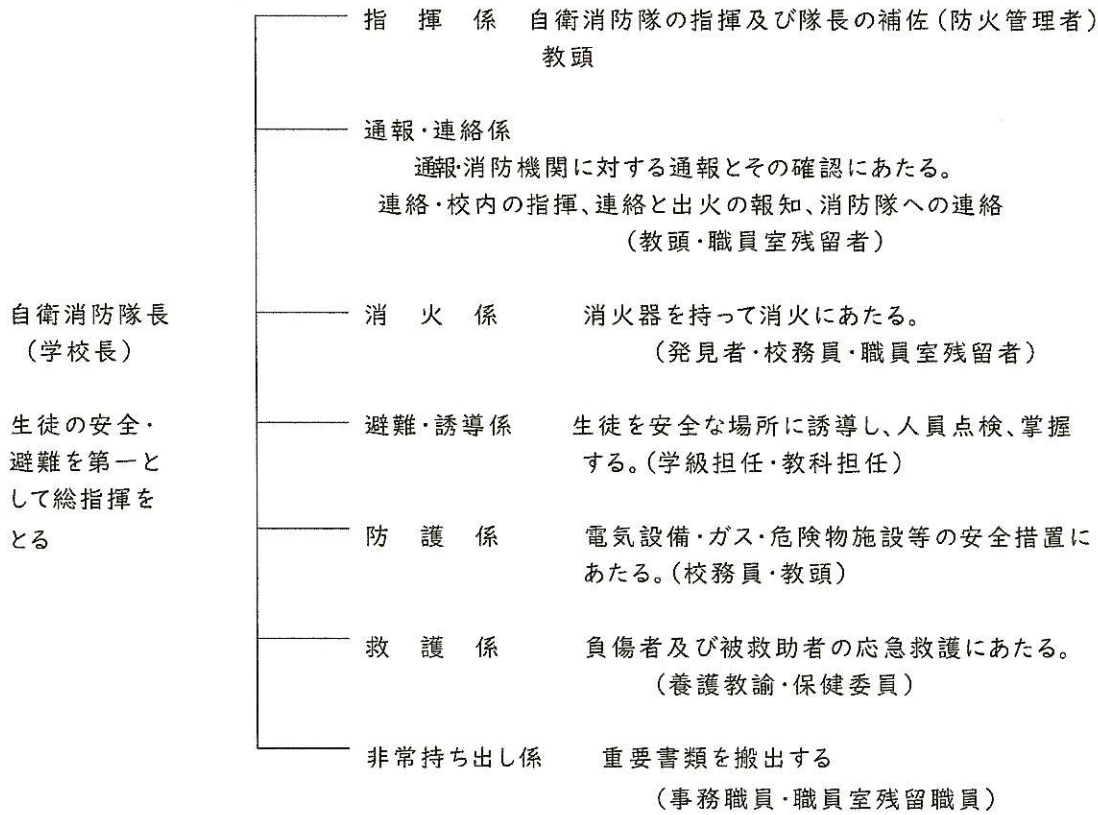 指揮係 自衛消防隊の指揮及び隊長の補佐(防火管理者)
教頭
通報・連絡係
通報・消防機関に対する通報とその確認にあたる。
連絡・校内の指揮、連絡と出火の報知、消防隊への連絡
(教頭・職員室残留者)
自衛消防隊長
(学校長)
生徒の安全・
避難を第一と
して総指揮を
とる
消火係 消火器を持って消火にあたる。
(発見者・校務員・職員室残留者)
避難・誘導係 生徒を安全な場所に誘導し、人員点検、掌握
する。(学級担任・教科担任)
防護係 電気設備・ガス・危険物施設等の安全措置に
あたる。(校務員・教頭)
救護係 負傷者及び被救助者の応急救護にあたる。
(養護教諭・保健委員)
非常持ち出し係 重要書類を搬出する
(事務職員・職員室残留職員)